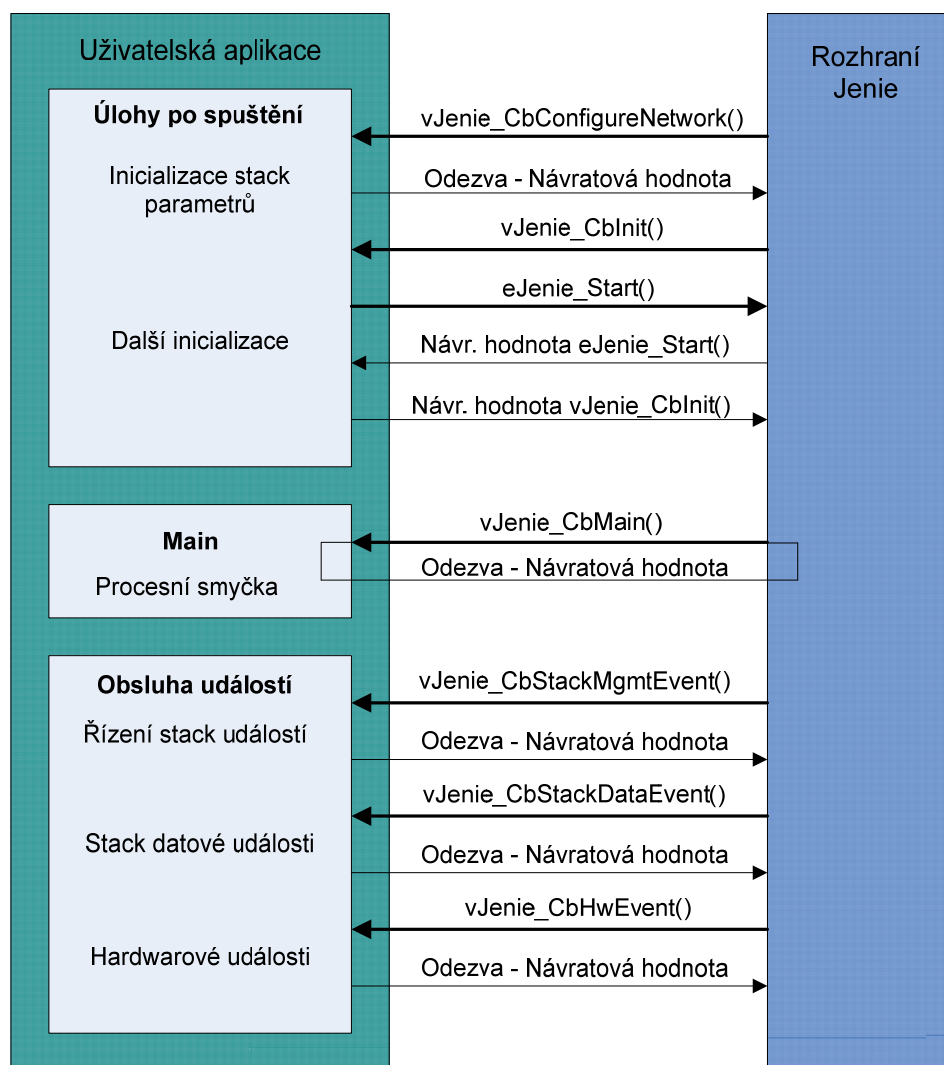 Uživatelská aplikace
Rozhraní
Jenie
Úlohy po spuštění
vJenie_CbConfigureNetwork()
Inicializace stack
parametrů
Odezva - Návratová hodnota
vJenie_CbInit()
eJenie_Start()
Další inicializace
Návr. hodnota eJenie_Start()
Návr. hodnota vJenie_CbInit()
Main
vJenie_CbMain()
Procesní smyčka
Odezva - Návratová hodnota
Obsluha událostí
vJenie_CbStackMgmtEvent()
Řízení stack událostí
Odezva - Návratová hodnota
vJenie_CbStackDataEvent()
Stack datové události
Odezva - Návratová hodnota
vJenie_CbHwEvent()
Hardwarové události
Odezva - Návratová hodnota